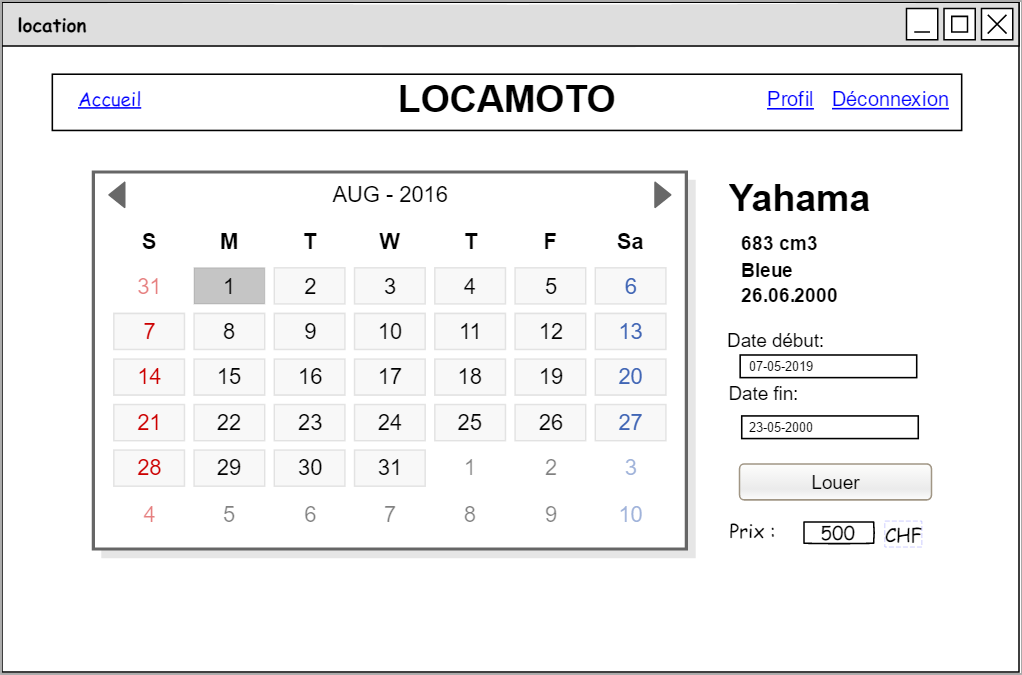 location
Accueil LOCAMOTO Profil Déconnexion
AUG - 2016
S M T W T F Sa
31 1 2 3 4 5 6
7 8 9 10 11 12 13
14 15 16 17 18 19 20
21 22 23 24 25 26 27
28 29 30 31 1 2 3
4 5 6 7 8 9 10
Yahama
683 cm3
Bleue
26.06.2000
Date début:
07-05-2019
Date fin:
23-05-2000
Louer
Prix : 500 CHF